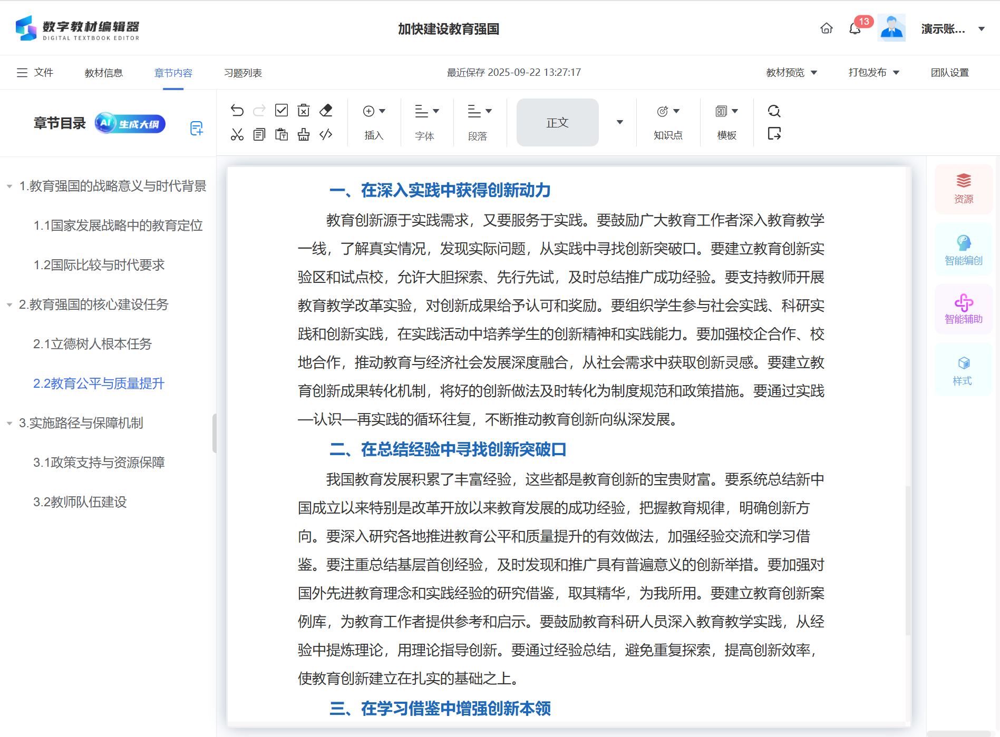 数字教材编辑器
DIGITAL TEXTBOOK EDITOR
加快建设教育强国
13
演示账...
文件
教材信息
章节内容
习题列表
最近保存 2025-09-22 13:27:17
教材预览
打包发布
团队设置
章节目录
AI 生成大纲
插入
字体
段落
正文
知识点
模板
1.教育强国的战略意义与时代背景
1.1国家发展战略中的教育定位
1.2国际比较与时代要求
2.教育强国的核心建设任务
2.1立德树人根本任务
2.2教育公平与质量提升
3.实施路径与保障机制
3.1政策支持与资源保障
3.2教师队伍建设
一、在深入实践中获得创新动力
教育创新源于实践需求，又要服务于实践。要鼓励广大教育工作者深入教育教学
一线，了解真实情况，发现实际问题，从实践中寻找创新突破口。要建立教育创新实
验区和试点校，允许大胆探索、先行先试，及时总结推广成功经验。要支持教师开展
教育教学改革实验，对创新成果给予认可和奖励。要组织学生参与社会实践、科研实
践和创新实践，在实践活动中培养学生的创新精神和实践能力。要加强校企合作、校
地合作，推动教育与经济社会发展深度融合，从社会需求中获取创新灵感。要建立教
育创新成果转化机制，将好的创新做法及时转化为制度规范和政策措施。要通过实践
—认识—再实践的循环往复，不断推动教育创新向纵深发展。
二、在总结经验中寻找创新突破口
我国教育发展积累了丰富经验，这些都是教育创新的宝贵财富。要系统总结新中
国成立以来特别是改革开放以来教育发展的成功经验，把握教育规律，明确创新方
向。要深入研究各地推进教育公平和质量提升的有效做法，加强经验交流和学习借
鉴。要注重总结基层首创经验，及时发现和推广具有普遍意义的创新举措。要加强对
国外先进教育理念和实践经验的研究借鉴，取其精华，为我所用。要建立教育创新案
例库，为教育工作者提供参考和启示。要鼓励教育科研人员深入教育教学实践，从经
验中提炼理论，用理论指导创新。要通过经验总结，避免重复探索，提高创新效率，
使教育创新建立在扎实的基础之上。
三、在学习借鉴中增强创新本领
资源
智能编创
智能辅助
样式